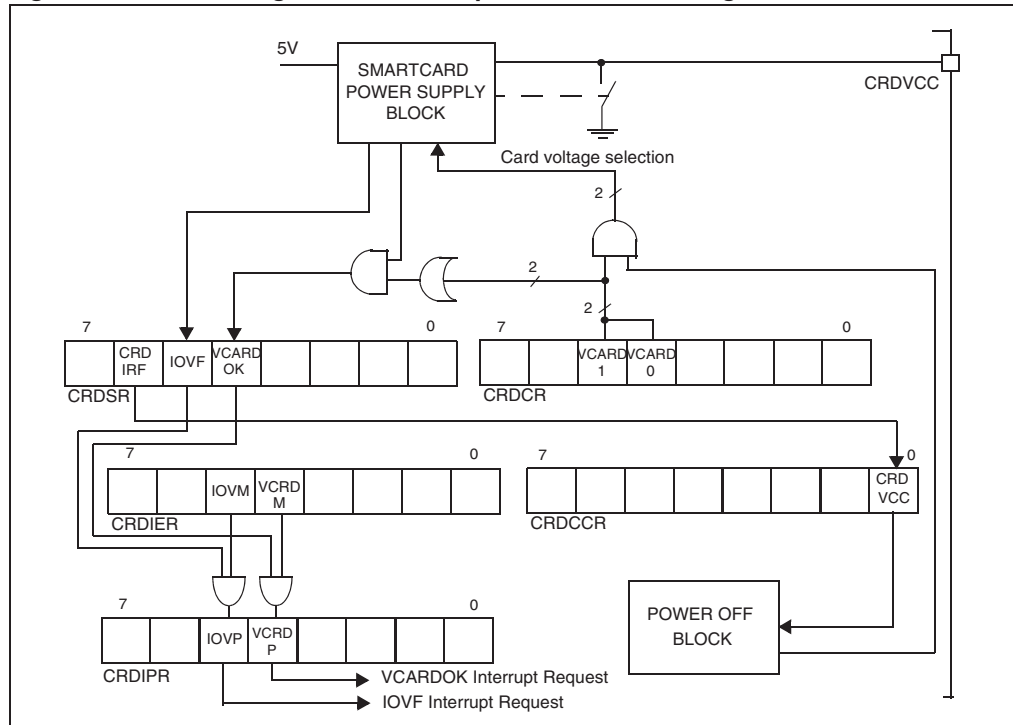 5V
SMARTCARD
POWER SUPPLY
BLOCK
CRDVCC
Card voltage selection
2
2
2
7
0
7
0
CRD
IRF
IOVF
VCARD
OK
VCARD
1
VCARD
0
CRDSR
CRDCR
7
0
7
0
IOVM
VCRD
M
CRD
VCC
CRDIER
CRDCCR
7
0
IOVP
VCRD
P
POWER OFF
BLOCK
CRDIPR
VCARDOK Interrupt Request
IOVF Interrupt Request